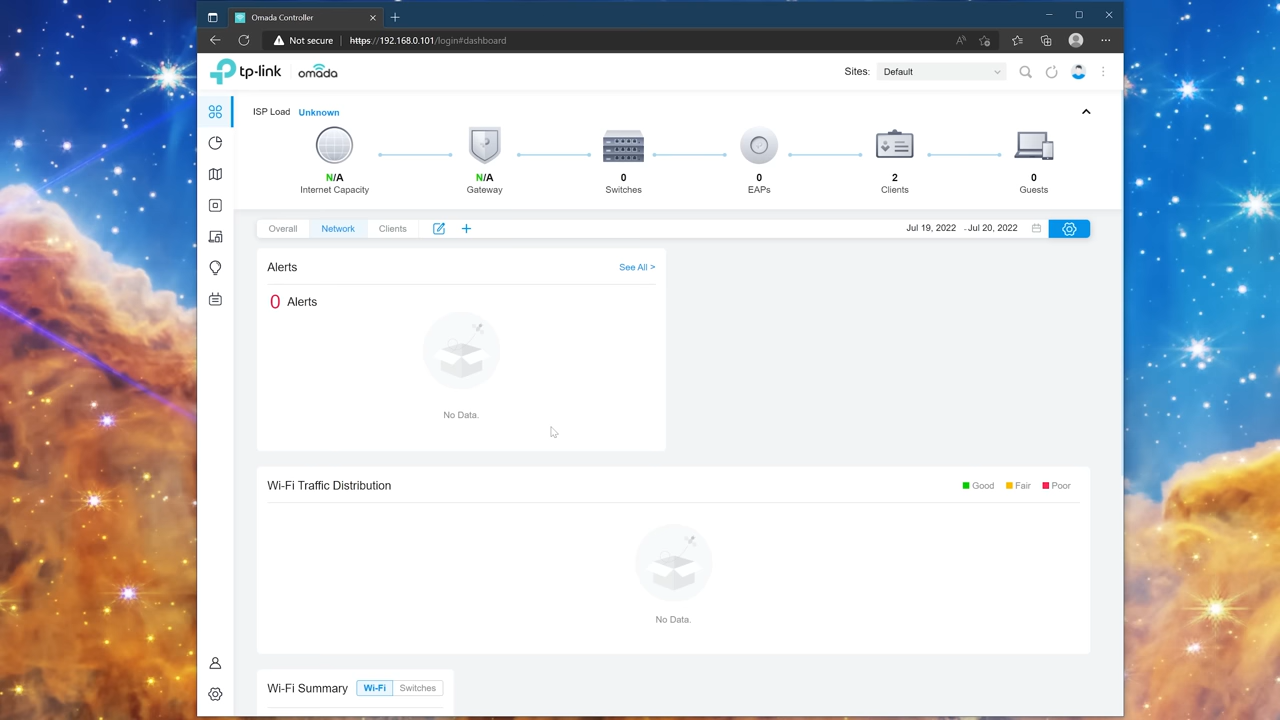 Omada Controller
Not secure | https://192.168.0.101/login#dashboard
tp-link | omada
Sites: Default
ISP Load Unknown
N/A N/A 0 0 2 0
Internet Capacity Gateway Switches EAPs Clients Guests
Overall Network Clients
Jul 19, 2022 - Jul 20, 2022
Alerts See All >
0 Alerts
No Data.
Wi-Fi Traffic Distribution Good Fair Poor
No Data.
Wi-Fi Summary Wi-Fi Switches